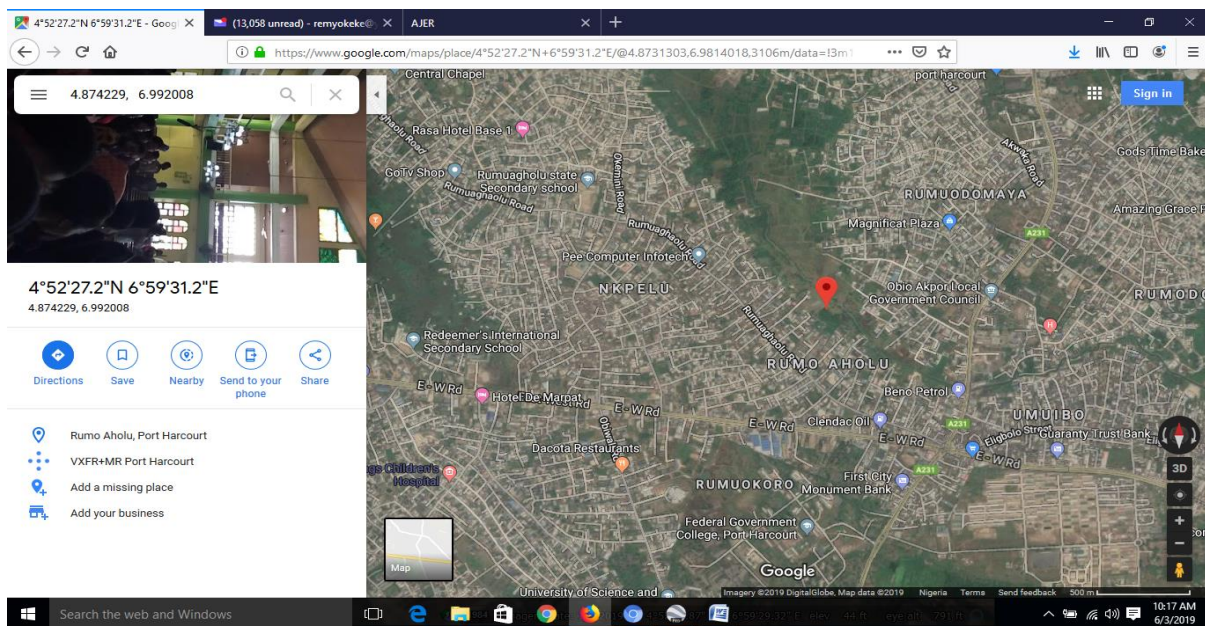 4°52'27.2"N 6°59'31.2"E - Goog
(13,058 unread) - remyokeke@
AJER
https://www.google.com/maps/place/4°52'27.2"N+6°59'31.2"E/@4.8731303,6.9814018,3106m/data=!3m1
4.874229, 6.992008
Sign in
4°52'27.2"N 6°59'31.2"E
4.874229, 6.992008
Directions Save Nearby Send to your phone Share
Rumo Aholu, Port Harcourt
VXFR+MR Port Harcourt
Add a missing place
Add your business
Central Chapel
port harcourt
Rasa Hotel Base 1
Akwaka Road
Gods Time Bake
GoTv Shop
Rumuagholu state
Secondary school
Okemini Road
Rumuaghaolu Road
RUMUODOMAYA
Amazing Grace
Magnificat Plaza
A231
Pee Computer Infotech
NKPELU
Obio Akpor Local
Government Council
RUMODO
Redeemer's International
Secondary School
Rumuaghaolu Rd
RUMO AHOLU
E-W Rd
Hotel De Marpat
E-W Rd
Beno Petrol
E-W Rd
Clendac Oil
E-W Rd
A231
UMUIBO
Eligbolo Street
Guaranty Trust Bank
E-W Rd
Dacota Restaurants
Children's
Hospital
RUMUOKORO
First City
Monument Bank
A231
Federal Government
College, Port Harcourt
3D
Map
Google
University of Science and
Imagery ©2019 DigitalGlobe, Map data ©2019 Nigeria Terms Send feedback 500 m
Search the web and Windows
10:17 AM
6/3/2019